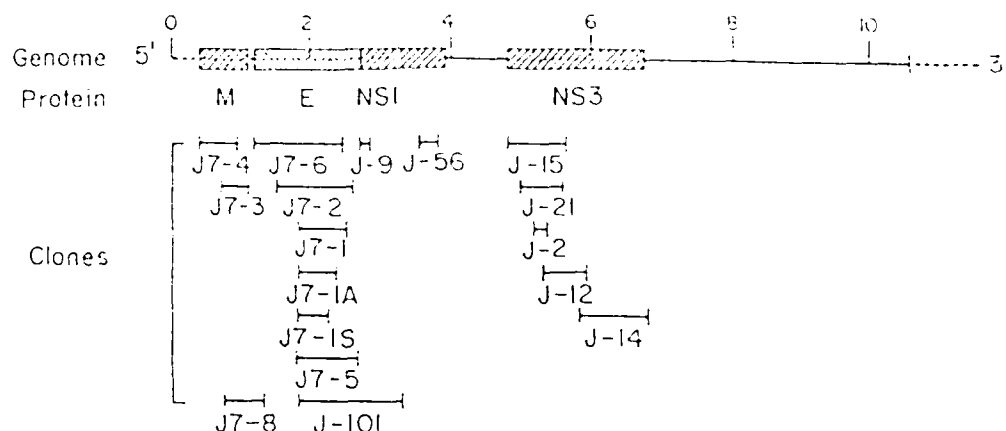 0 2 4 6 8 10
Genome 5' 3
Protein M E NS1 NS3
J7-4 J7-6 J-9 J-56 J-15
J7-3 J7-2 J-21
J7-1 J-2
Clones
J7-1A J-12
J7-1S J-14
J7-5
J7-8 J-101